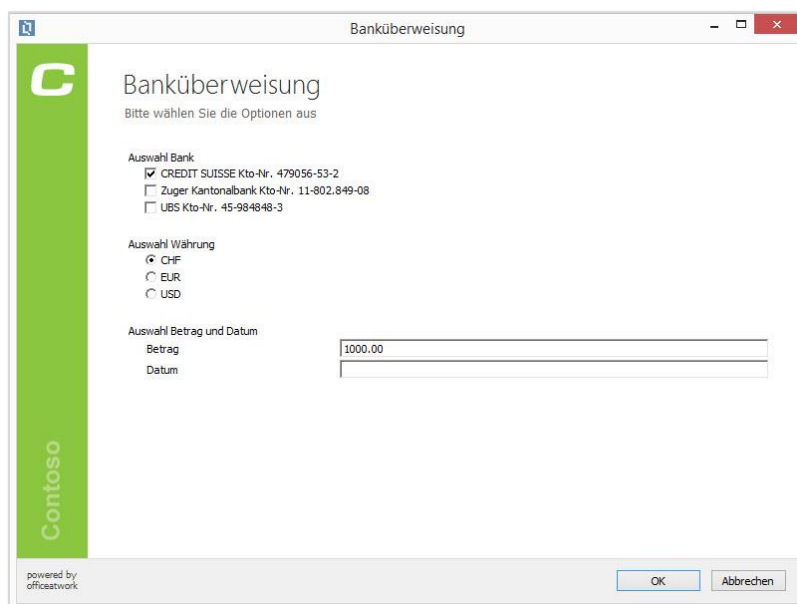 Banküberweisung
C
Banküberweisung
Bitte wählen Sie die Optionen aus
Auswahl Bank
CREDIT SUISSE Kto-Nr. 479056-53-2
Zuger Kantonalbank Kto-Nr. 11-802.849-08
UBS Kto-Nr. 45-984848-3
Auswahl Währung
CHF
EUR
USD
Auswahl Betrag und Datum
Betrag 1000.00
Datum
Contoso
powered by
officeatwork
OK Abbrechen